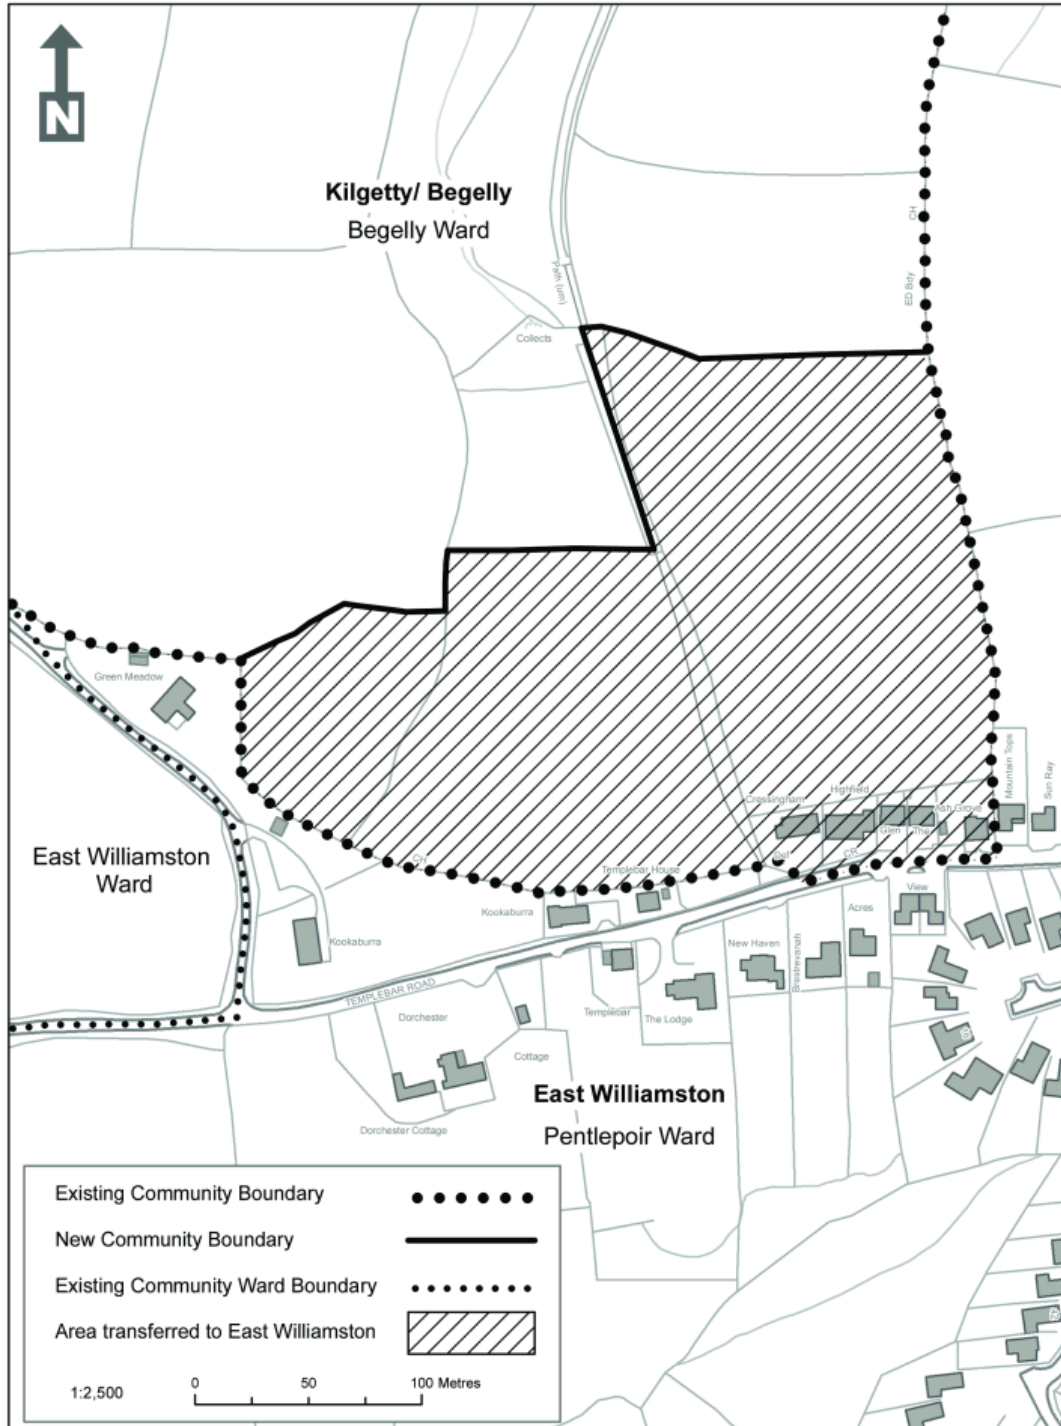 N
Kilgetty/ Begelly
Begelly Ward
CH
ED Bdy
Path (um)
Collects
Green Meadow
Mountain Tops
Sun Ray
Highfield
Cressingham
Ash Grove
Glen
The
East Williamston
Ward
CH
Def
CR
Templebar House
View
Kookaburra
Acres
Kookaburra
New Haven
TEMPLEBAR ROAD
Dorchester
Templebar
The Lodge
Cottage
East Williamston
Dorchester Cottage
Pentlepoir Ward
Existing Community Boundary
New Community Boundary
Existing Community Ward Boundary
Area transferred to East Williamston
1:2,500
0 50 100 Metres